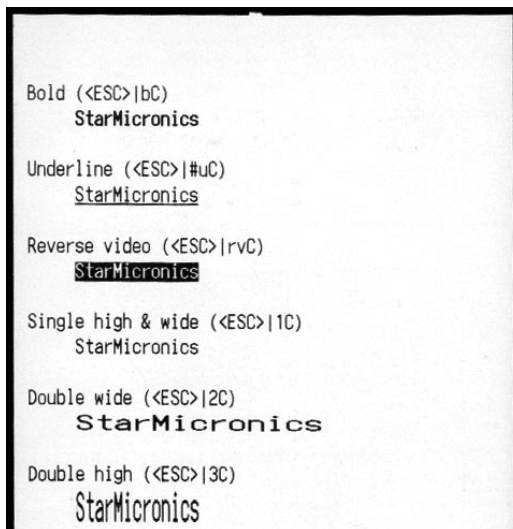 Bold (<ESC>|bC)
StarMicronics
Underline (<ESC>|#uC)
StarMicronics
Reverse video (<ESC>|rvC)
StarMicronics
Single high & wide (<ESC>|1C)
StarMicronics
Double wide (<ESC>|2C)
StarMicronics
Double high (<ESC>|3C)
StarMicronics